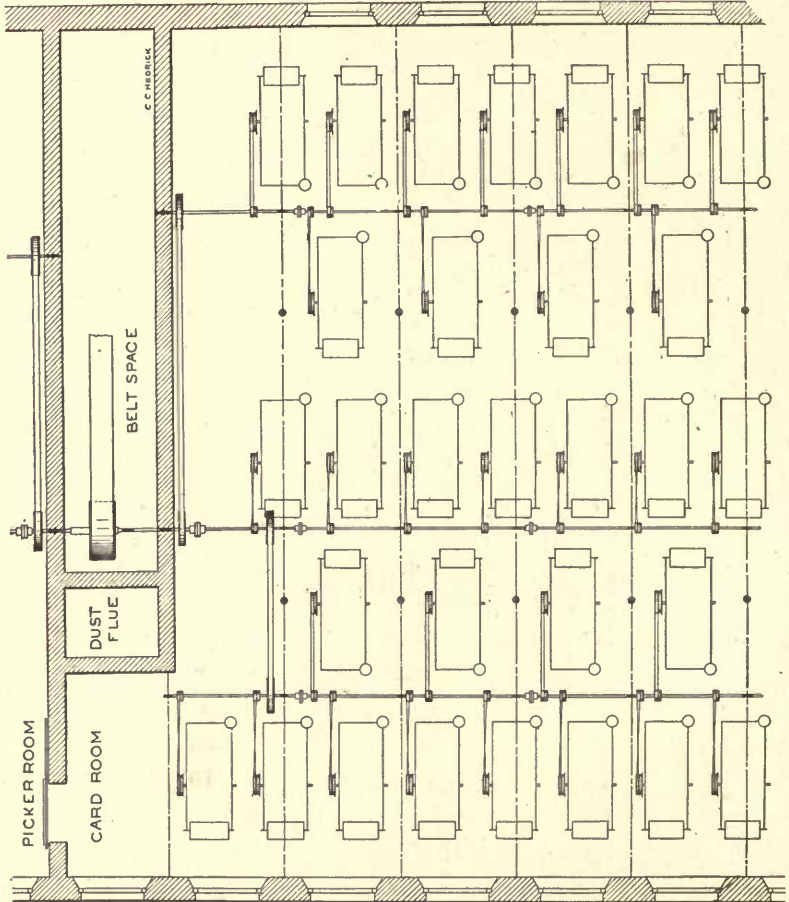 C C HEDRICK
BELT SPACE
DUST
FLUE
PICKER ROOM
CARD ROOM